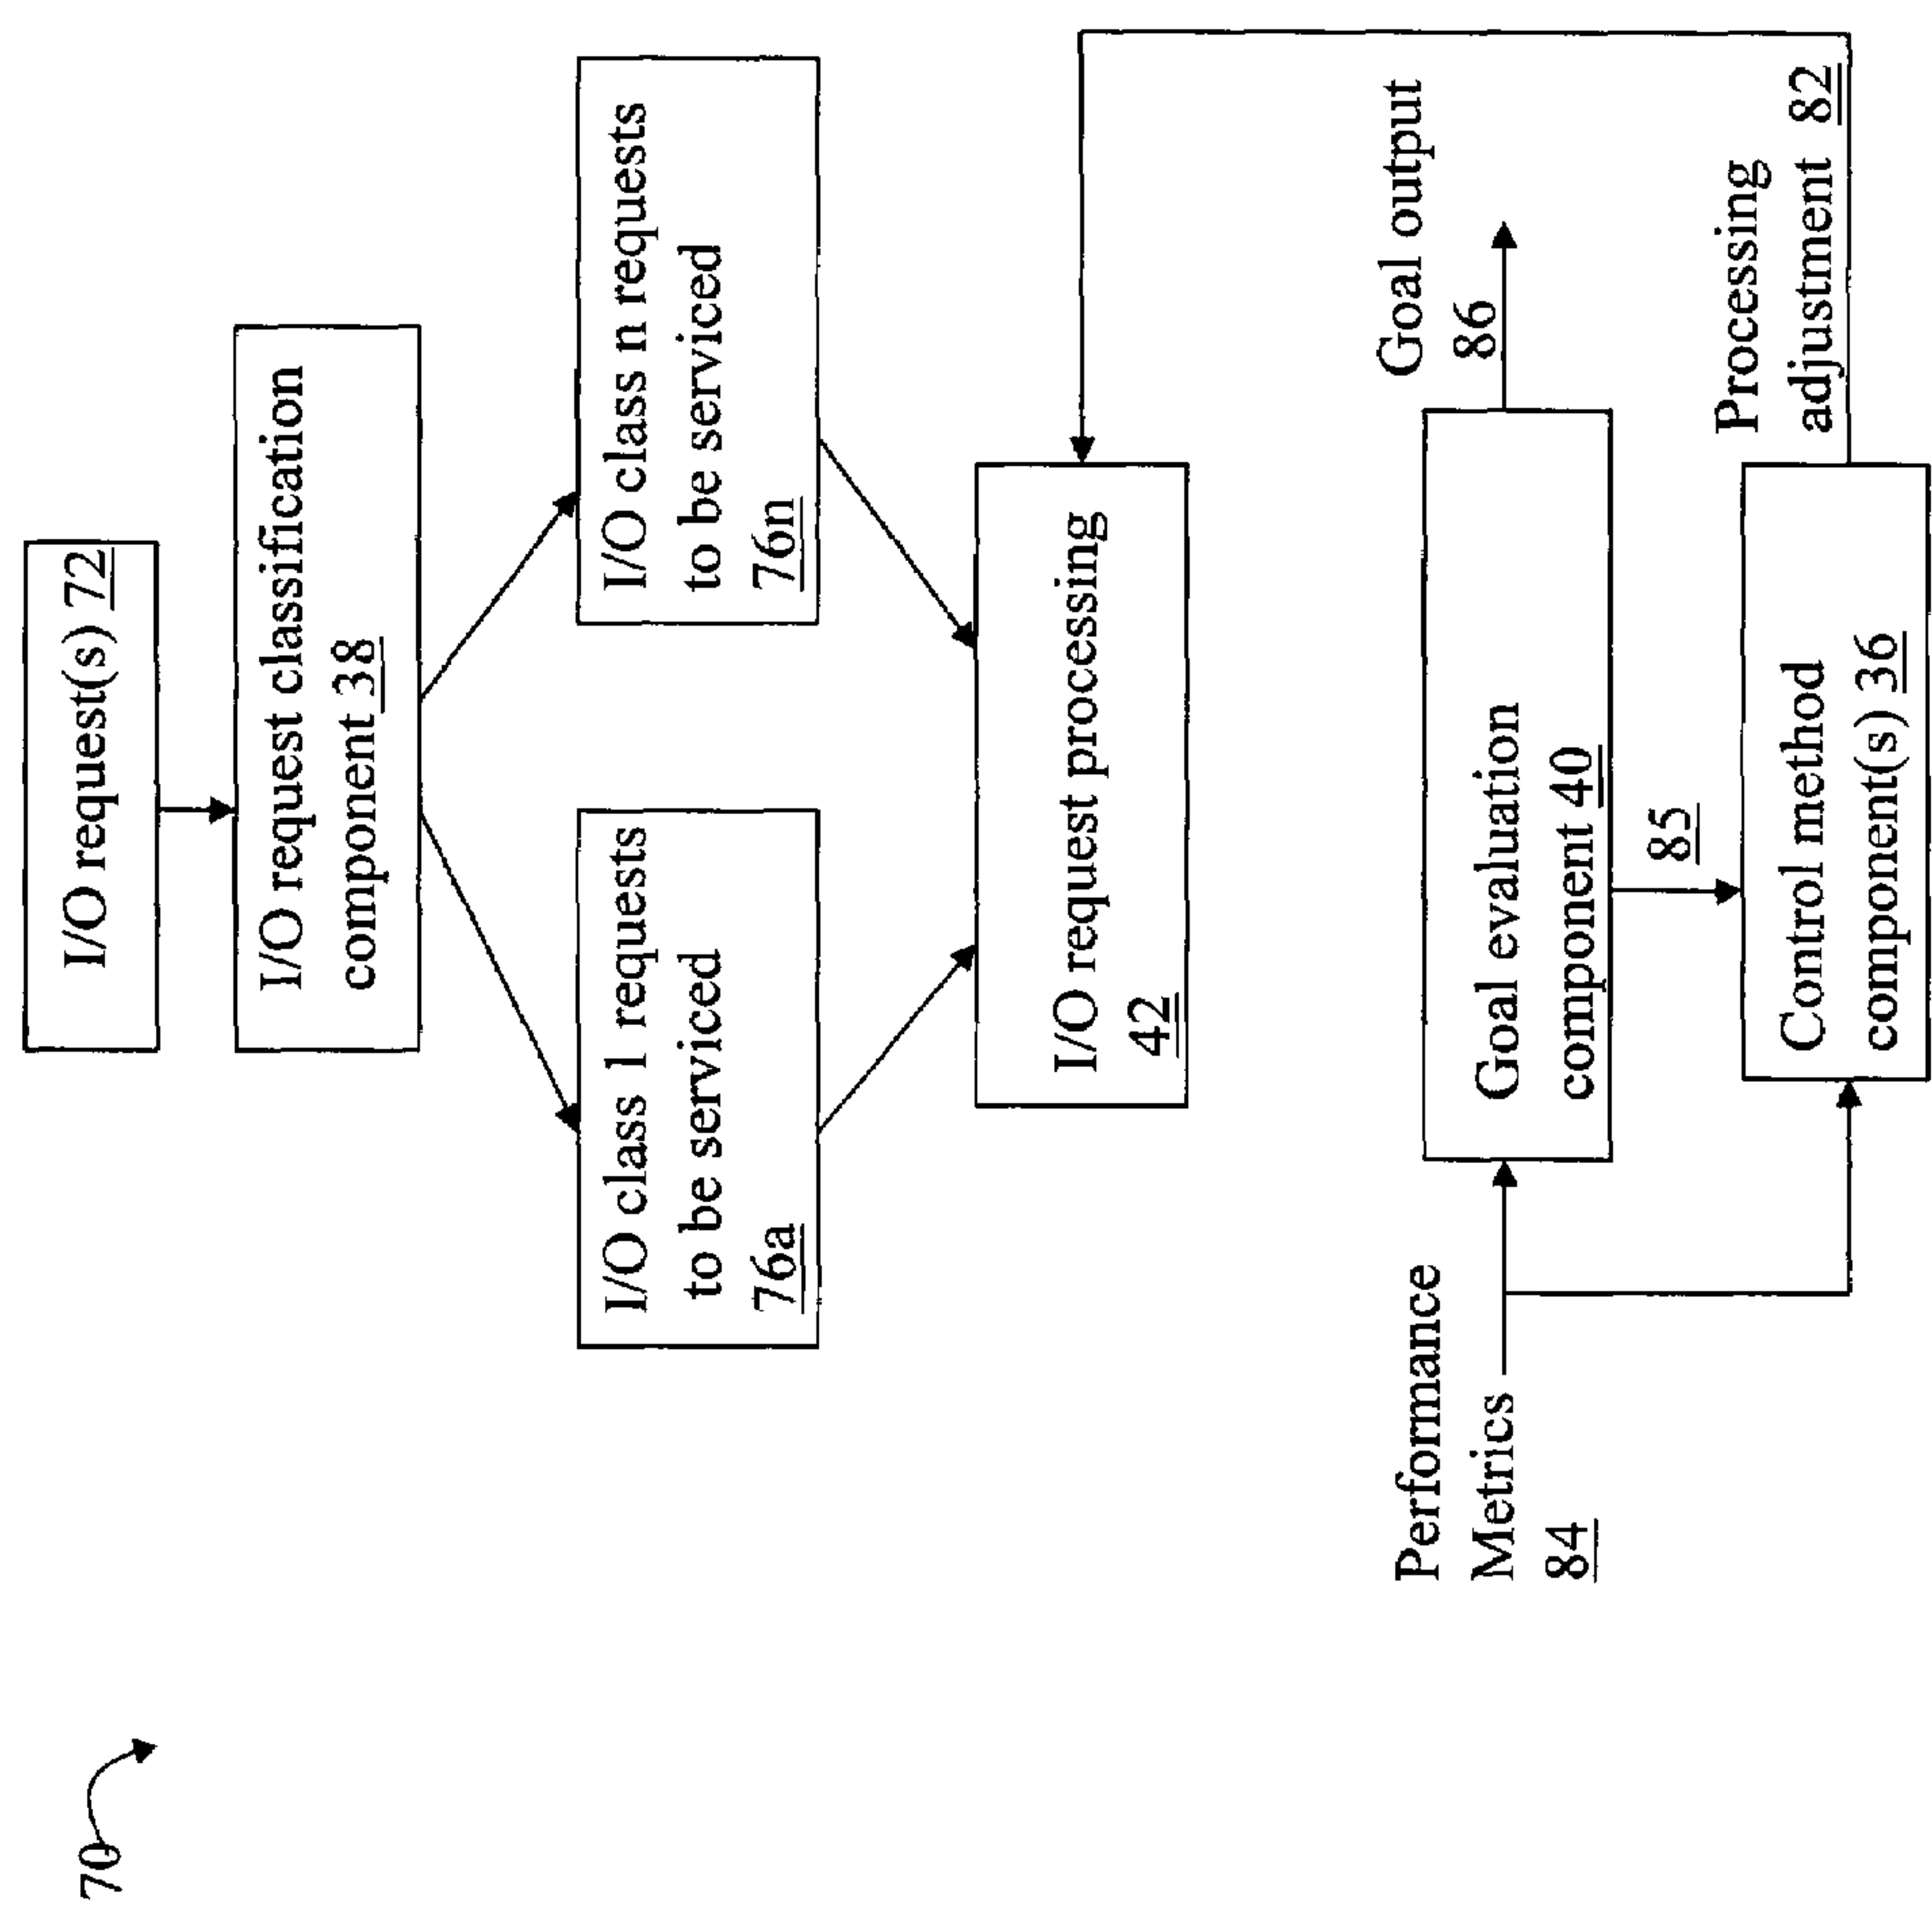 70
I/O request(s) 72
I/O request classification
component 38
I/O class 1 requests
to be serviced
76a
I/O class n requests
to be serviced
76n
I/O request processing
42
Performance
Metrics
84
Goal evaluation
component 40
Goal output
86
85
Control method
component(s) 36
Processing
adjustment 82